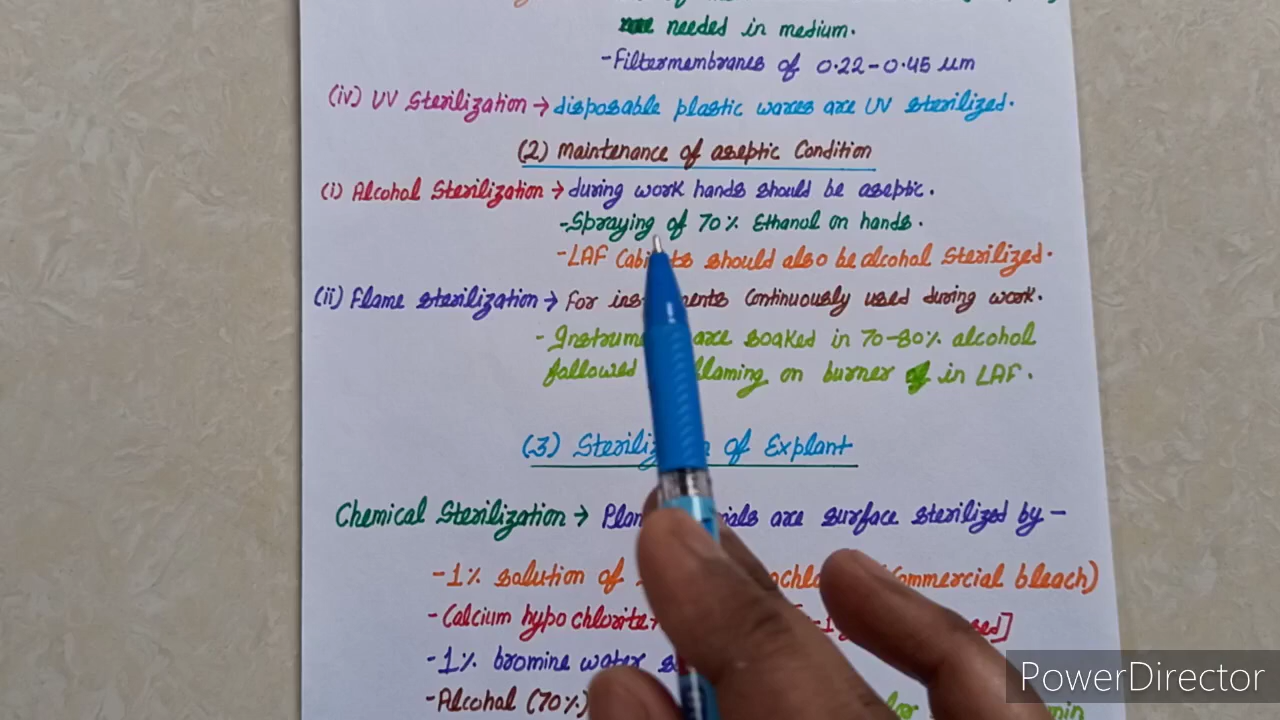 needed in medium.
-Filtermembranes of 0.22-0.45 µm
(iv) UV Sterilization → disposable plastic wares are UV sterilized.
(2) Maintenance of aseptic Condition
(i) Alcohol Sterilization → during work hands should be aseptic.
-Spraying of 70% Ethanol on hands.
-LAF should also be alcohol sterilized.
(ii) Flame sterilization → For continuously used during work.
- are soaked in 70-80% alcohol
followed flaming on burner in LAF.
(3) of Explant
Chemical Sterilization → are surface sterilized by -
-1% solution of (Commercial bleach)
-Calcium hypochlorite
-1% bromine water
-Alcohol (70%) min
PowerDirector